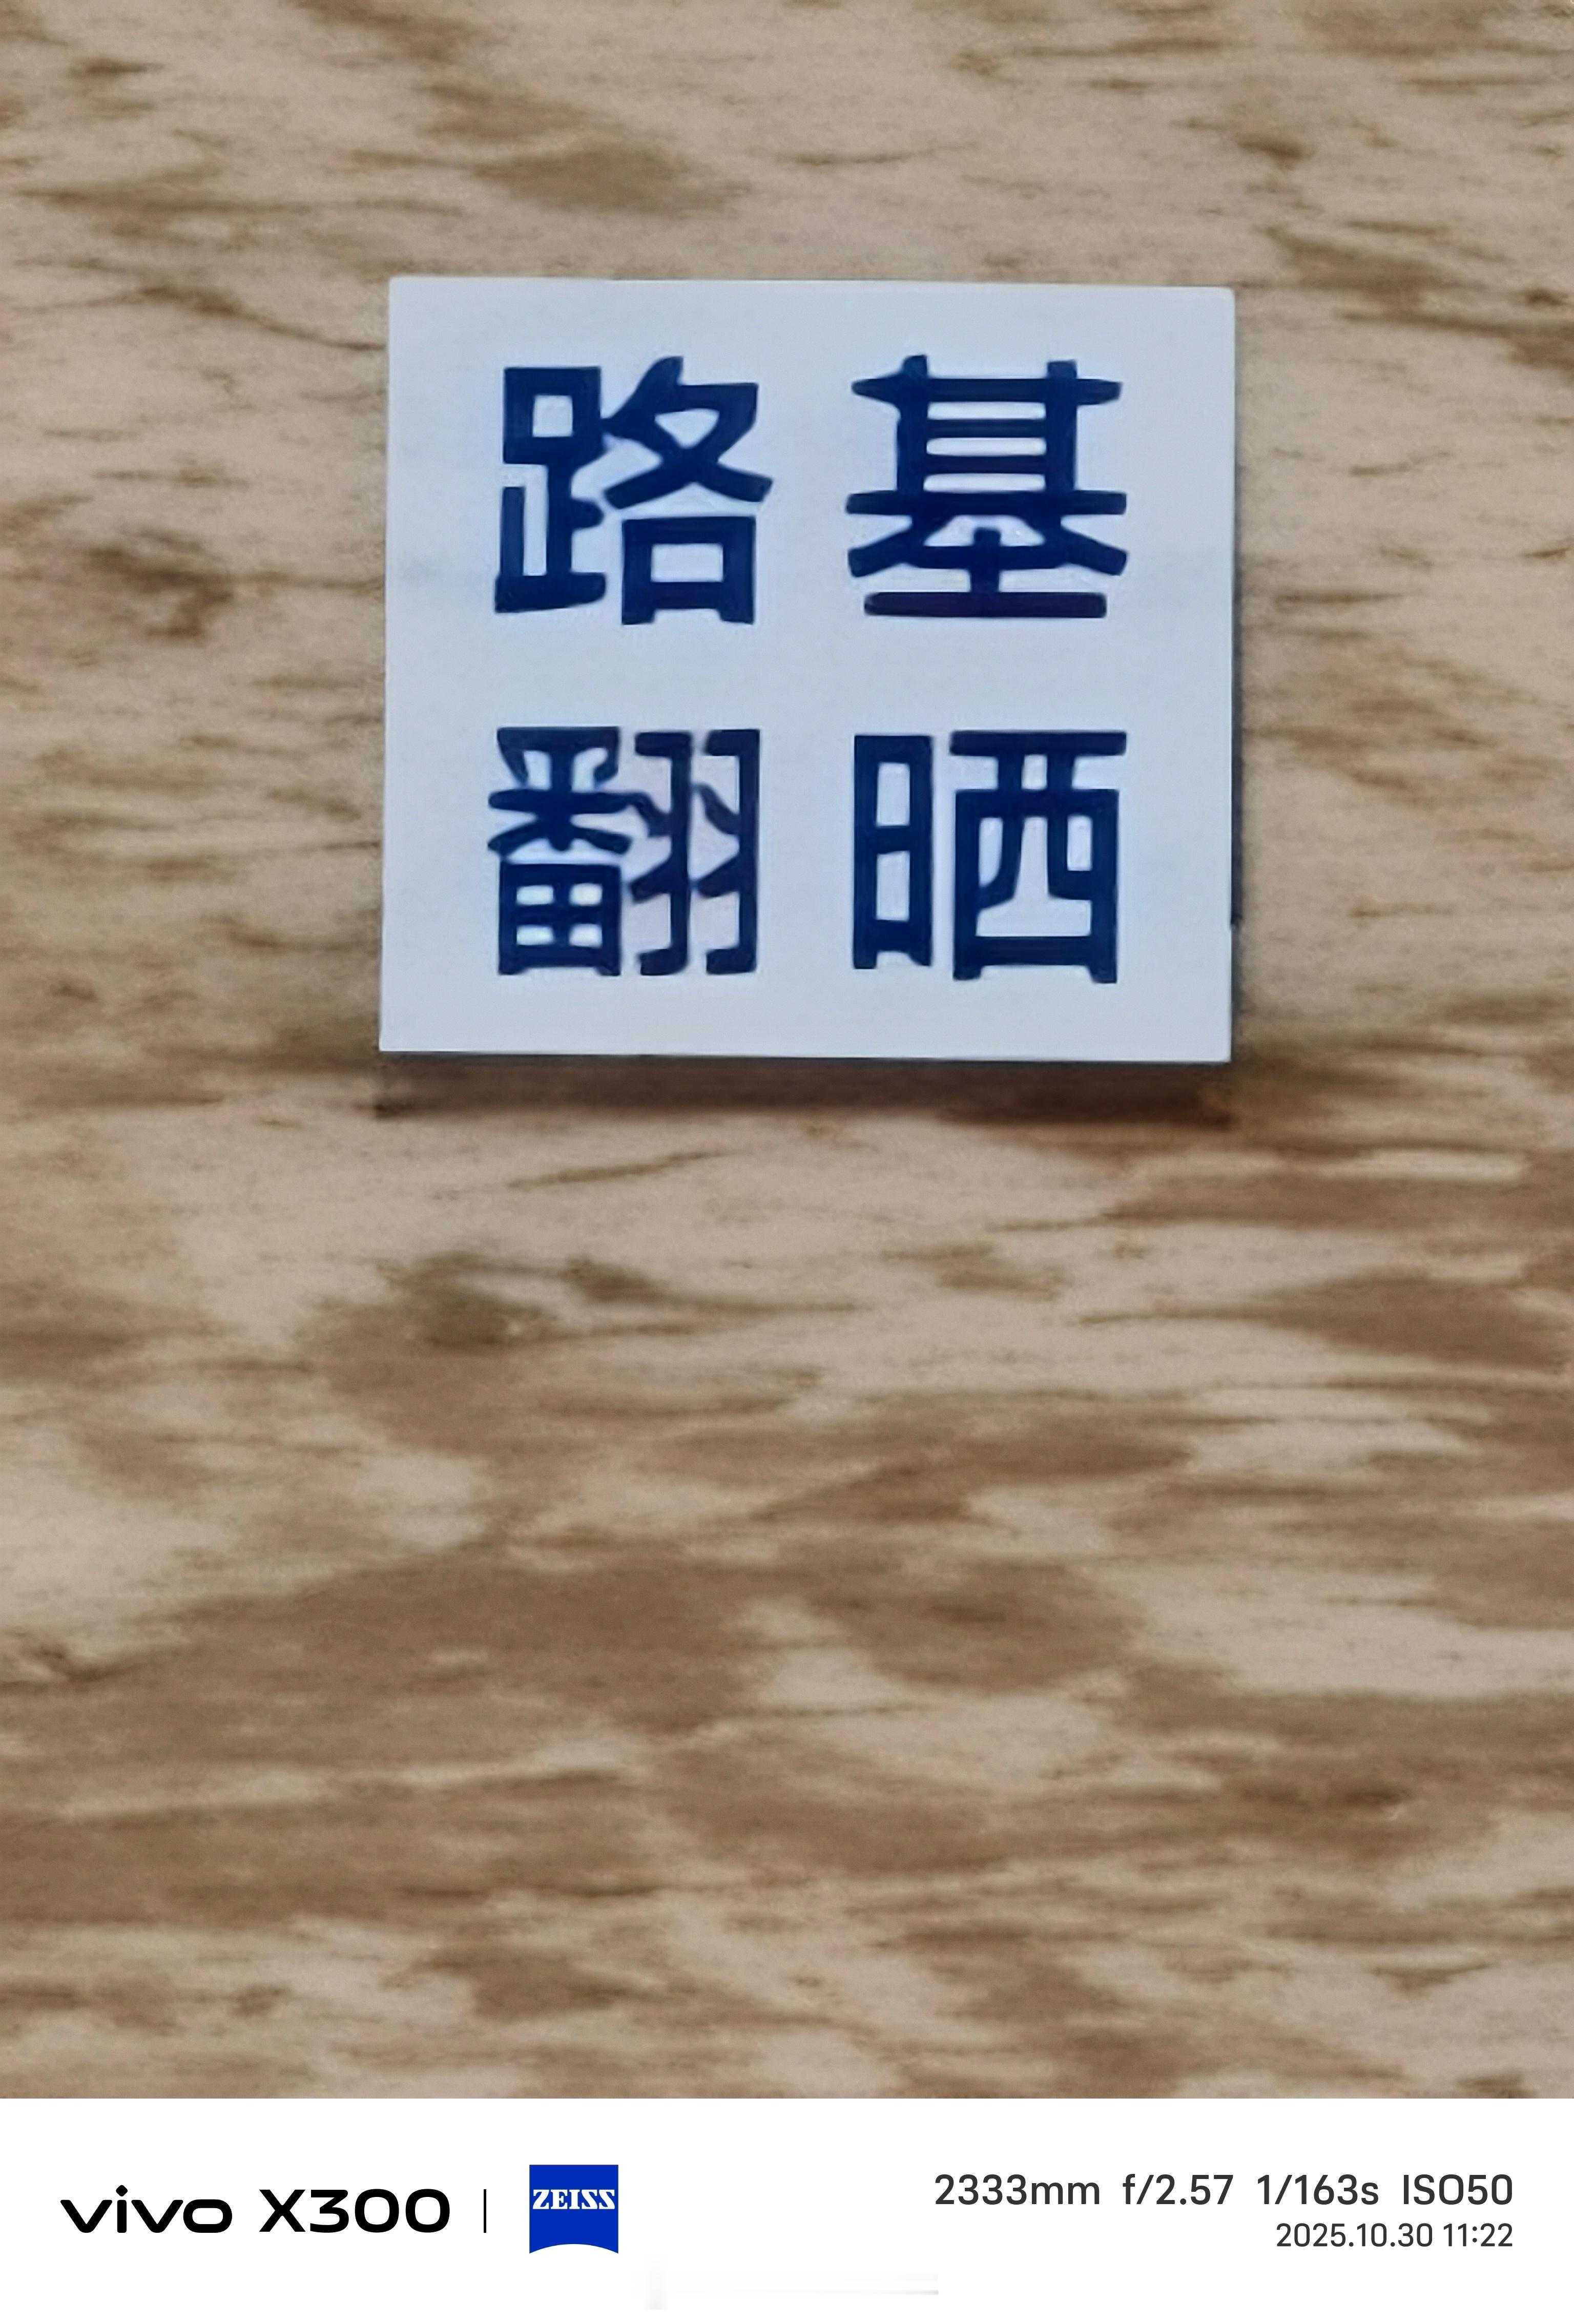 路基
翻晒
vivo X300 | ZEISS
2333mm f/2.57 1/163s ISO50
2025.10.30 11:22